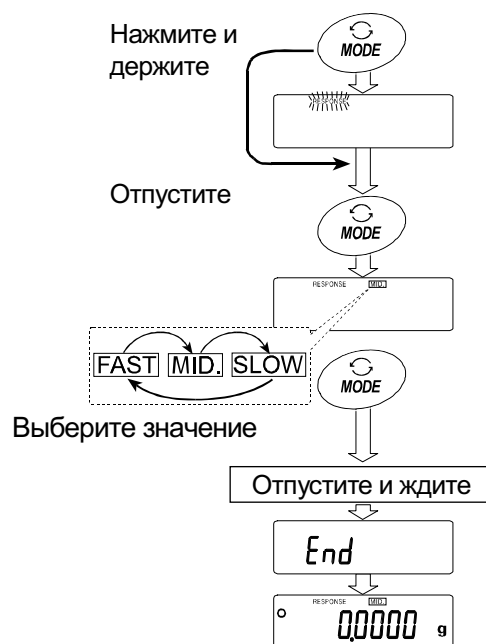 Нажмите и
держите
MODE
RESPONSE
Отпустите
MODE
RESPONSE MID.
FAST MID. SLOW
MODE
Выберите значение
Отпустите и ждите
End
RESPONSE MID.
0.0000 g